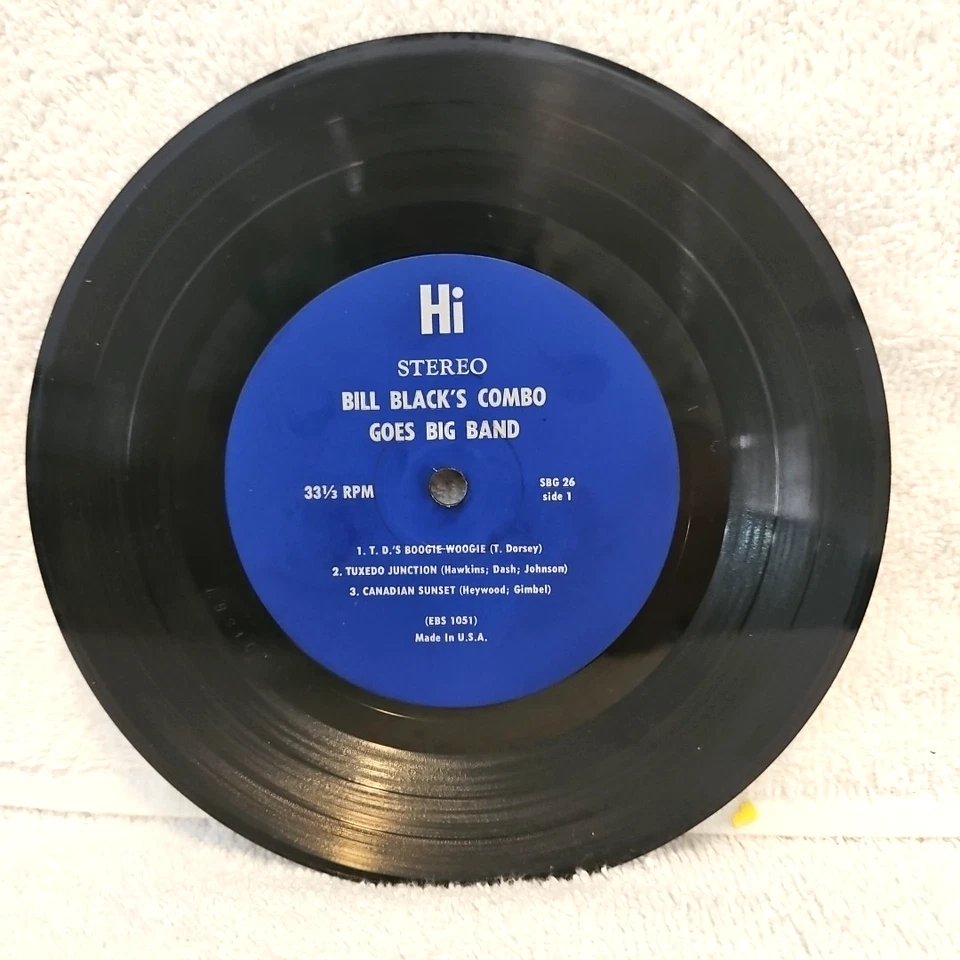 Hi
STEREO
BILL BLACK'S COMBO
GOES BIG BAND
33⅓ RPM
SBG 26
side 1
1. T. D.'S BOOGIE WOOGIE (T. Dorsey)
2. TUXEDO JUNCTION (Hawkins; Dash; Johnson)
3. CANADIAN SUNSET (Heywood; Gimbel)
(EBS 1051)
Made In U.S.A.